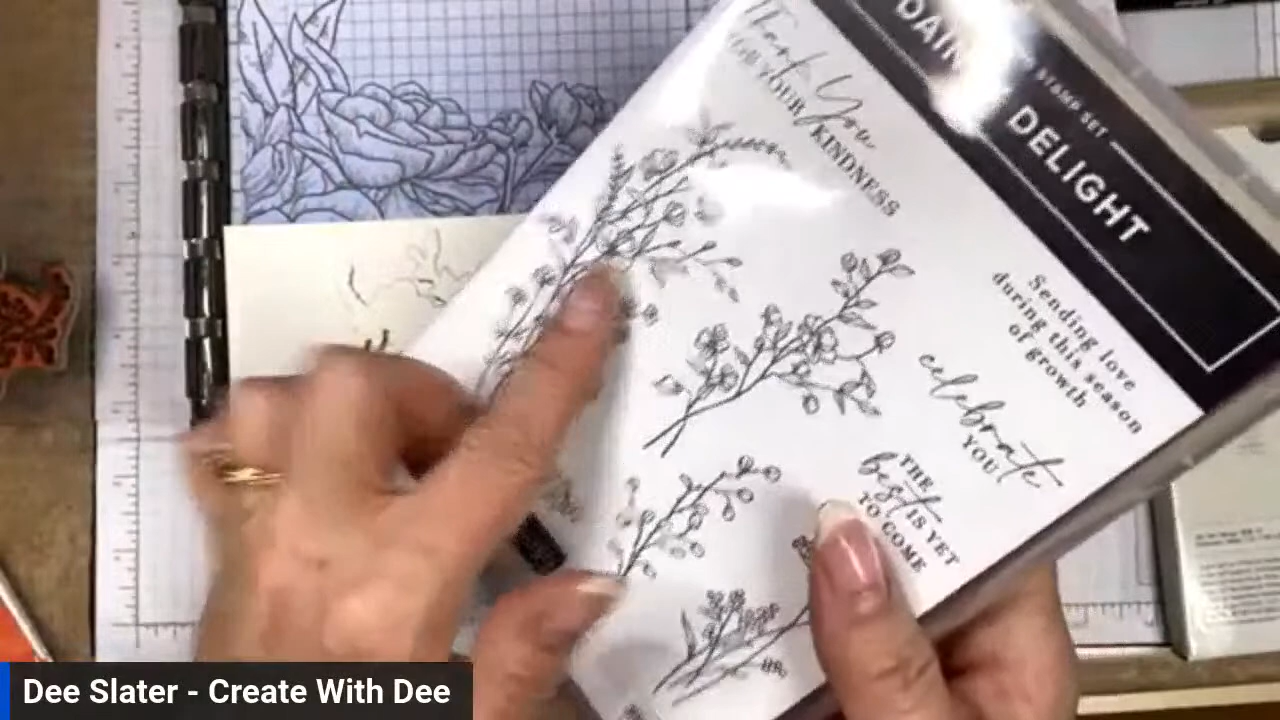 DAIN
STAMP SET
DELIGHT
Thank You
FOR YOUR KINDNESS
Sending love
during this season
of growth
celebrate
YOU
THE
best IS YET
TO COME
Dee Slater - Create With Dee